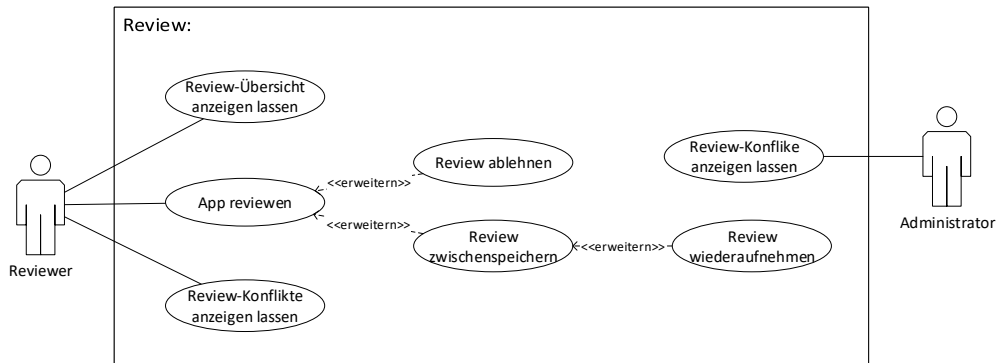 Review:
Review-Übersicht
anzeigen lassen
Review ablehnen
Review-Konflike
anzeigen lassen
<<erweitern>>
App reviewen
<<erweitern>>
Review
zwischenspeichern
<<erweitern>>
Review
wiederaufnehmen
Administrator
Reviewer
Review-Konflikte
anzeigen lassen